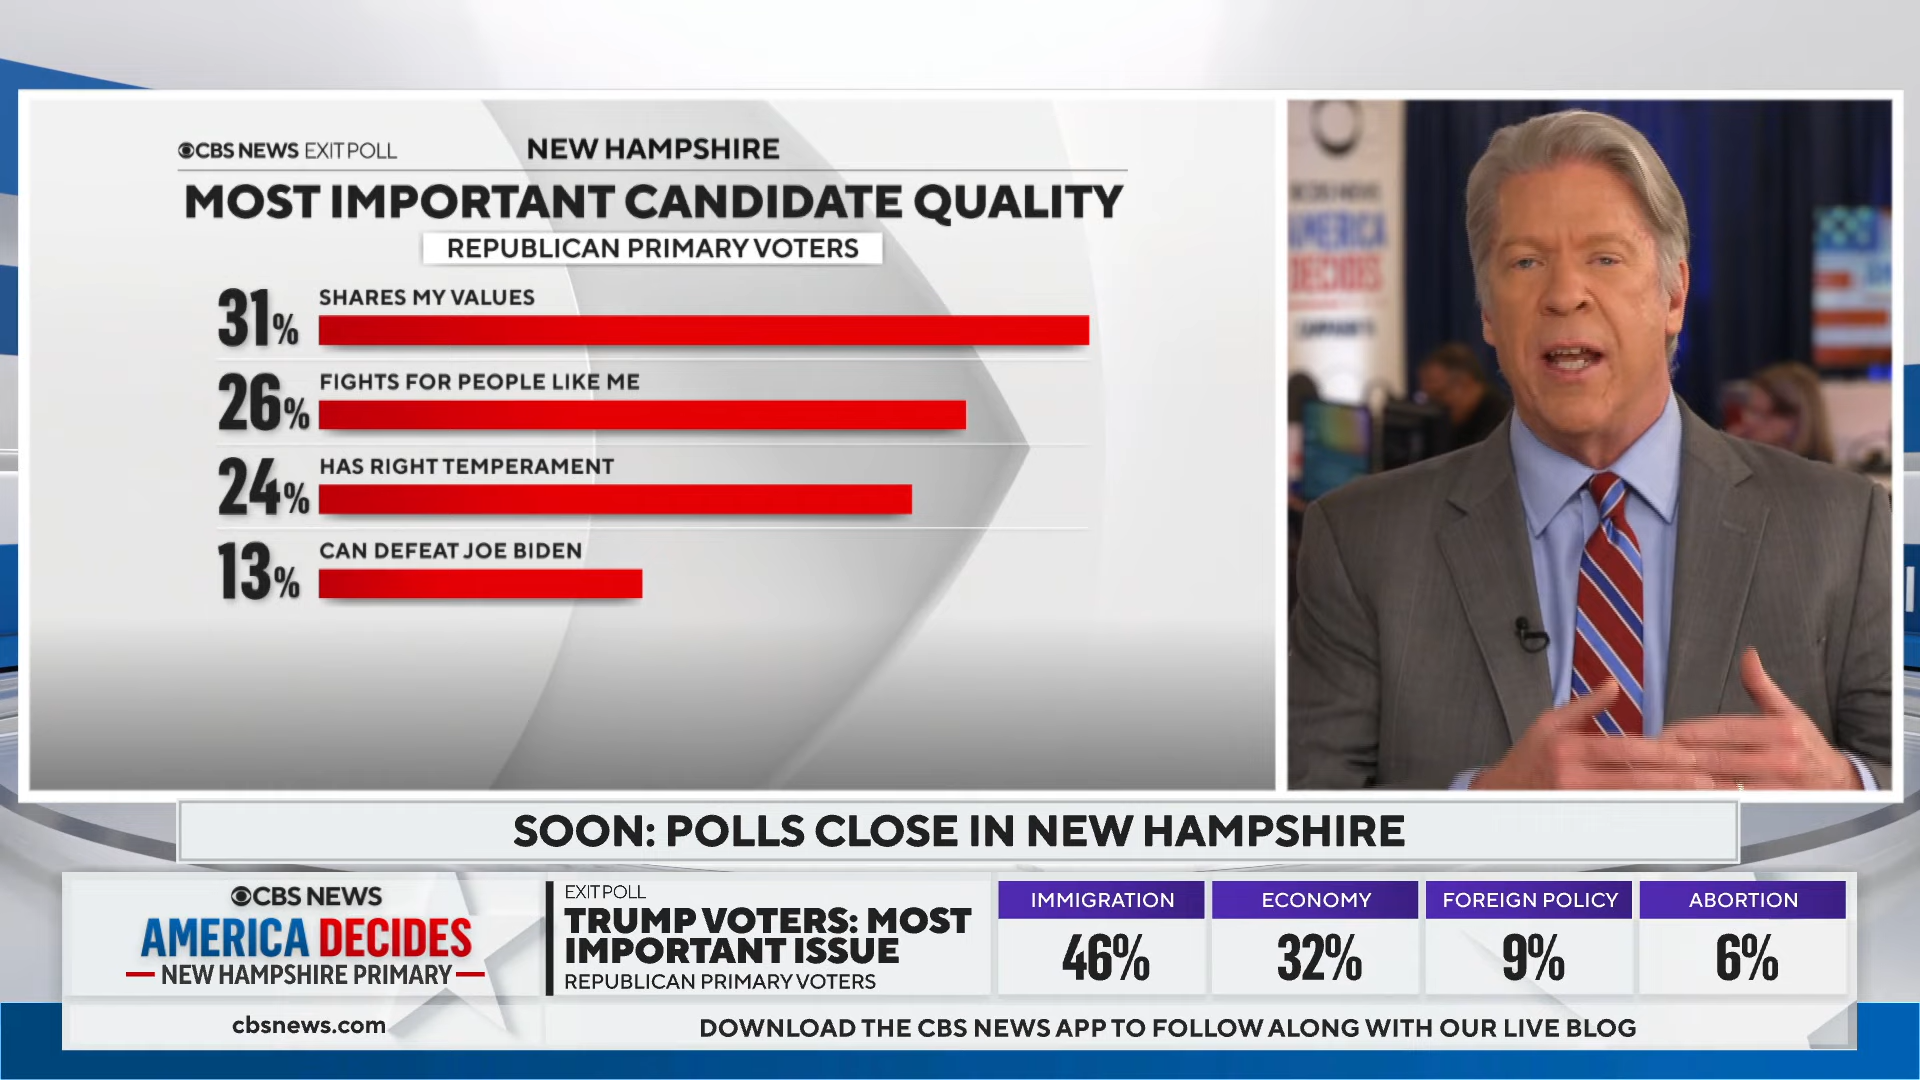 CBS NEWS EXIT POLL
NEW HAMPSHIRE
MOST IMPORTANT CANDIDATE QUALITY
REPUBLICAN PRIMARY VOTERS
31% SHARES MY VALUES
26% FIGHTS FOR PEOPLE LIKE ME
24% HAS RIGHT TEMPERAMENT
13% CAN DEFEAT JOE BIDEN
CBS NEWS
AMERICA
DECIDES
SOON: POLLS CLOSE IN NEW HAMPSHIRE
CBS NEWS
AMERICA DECIDES
NEW HAMPSHIRE PRIMARY
cbsnews.com
EXIT POLL
TRUMP VOTERS: MOST
IMPORTANT ISSUE
REPUBLICAN PRIMARY VOTERS
IMMIGRATION
46%
ECONOMY
32%
FOREIGN POLICY
9%
ABORTION
6%
DOWNLOAD THE CBS NEWS APP TO FOLLOW ALONG WITH OUR LIVE BLOG